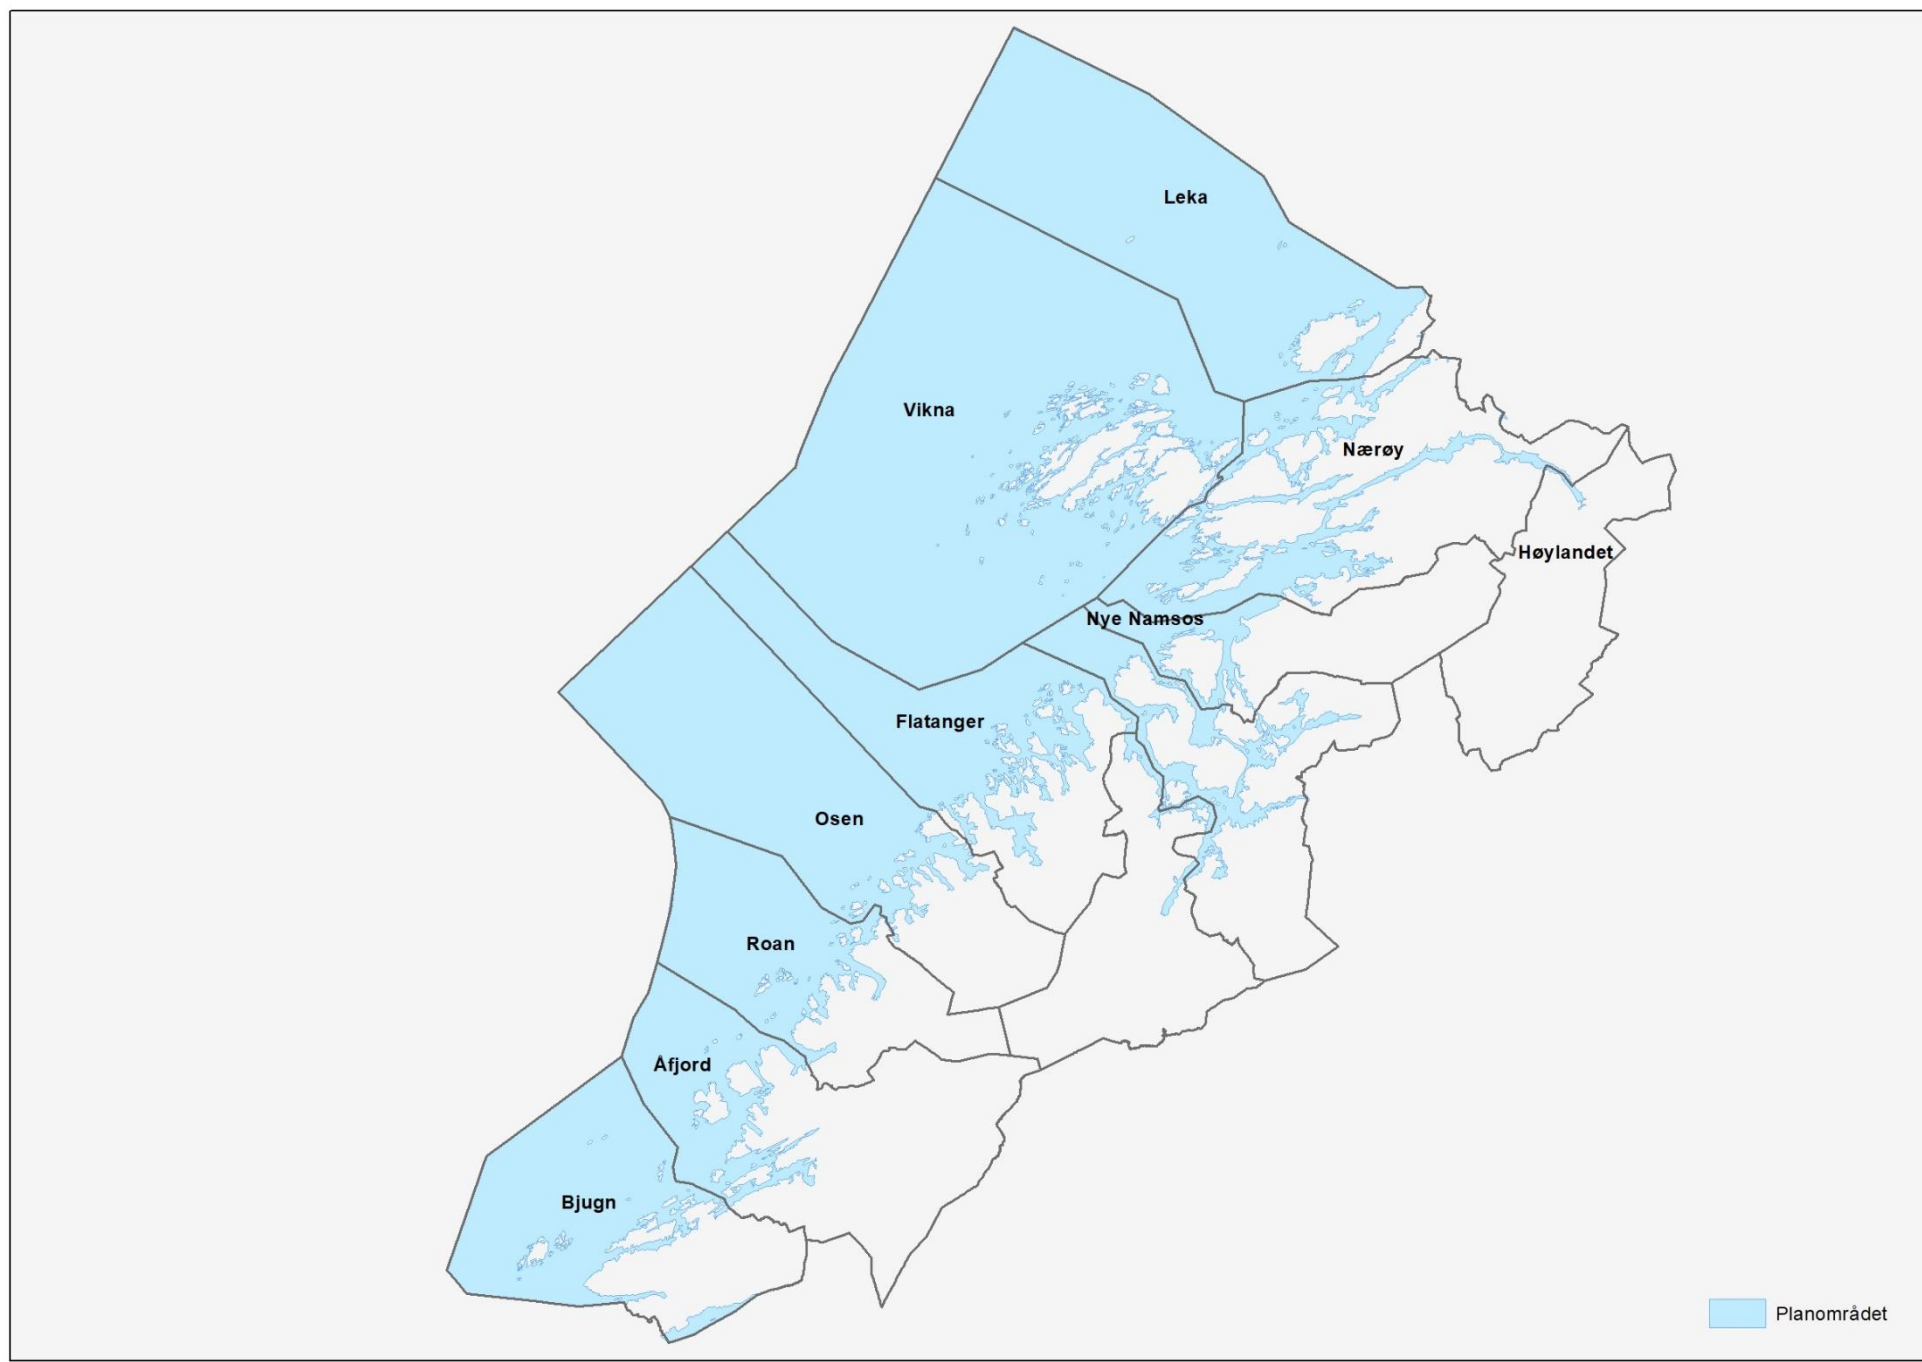 Leka
Vikna
Nærøy
Høylandet
Nye Namsos
Flatanger
Osen
Roan
Åfjord
Bjugn
Planområdet